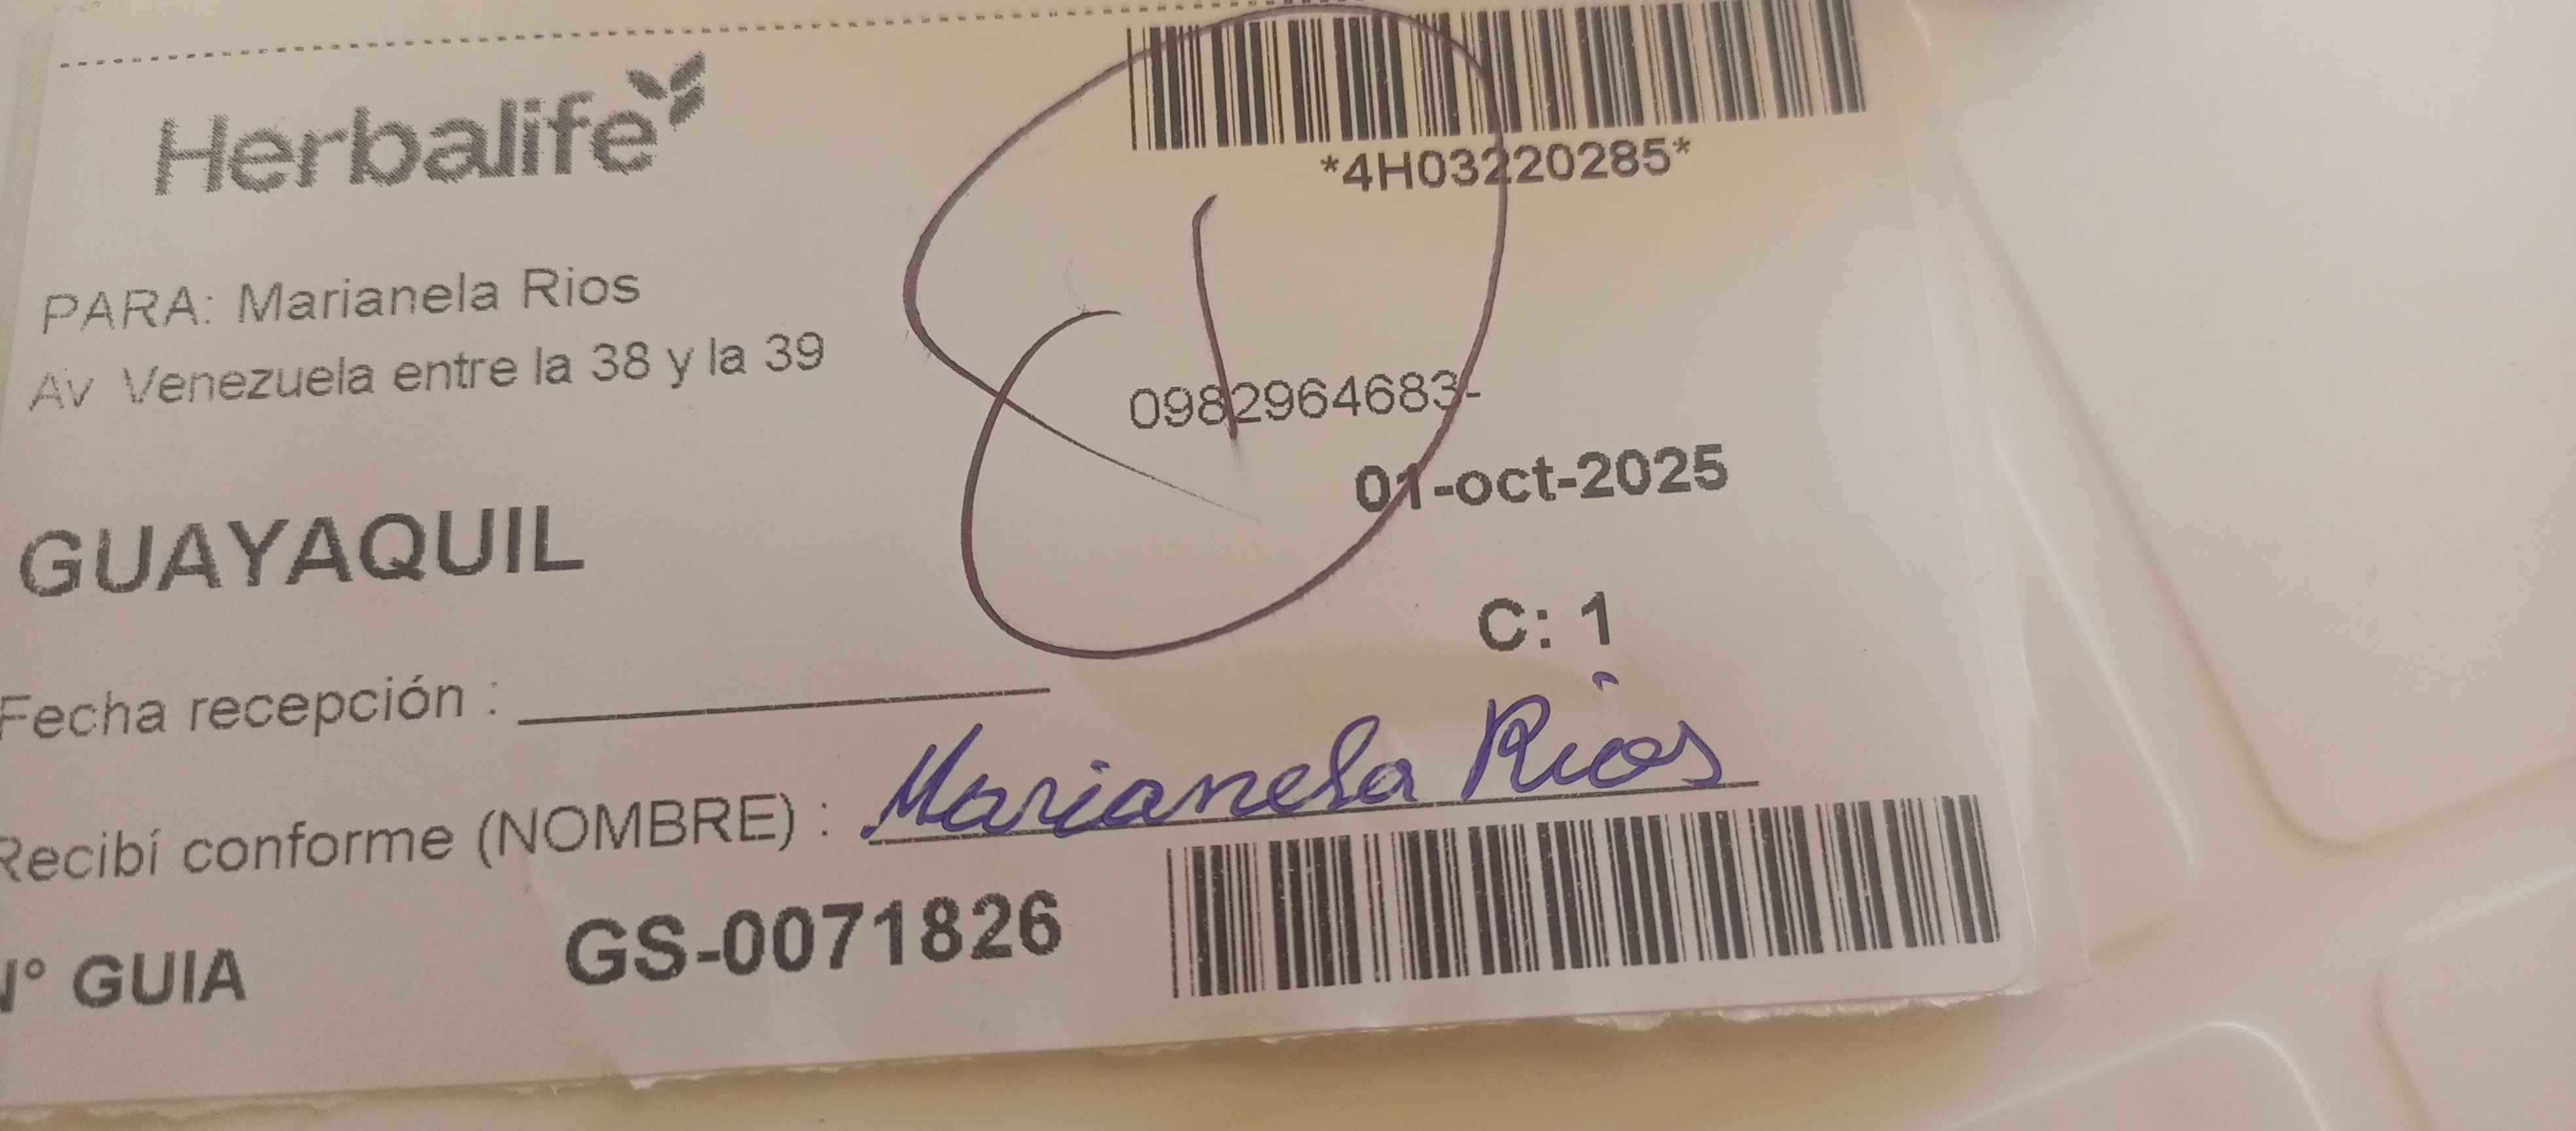 Herbalife
*4H03220285*
PARA: Marianela Rios
Av Venezuela entre la 38 y la 39
0982964683-
01-oct-2025
GUAYAQUIL
C: 1
Fecha recepción :
Recibí conforme (NOMBRE) : Marianela Rios
N° GUIA GS-0071826